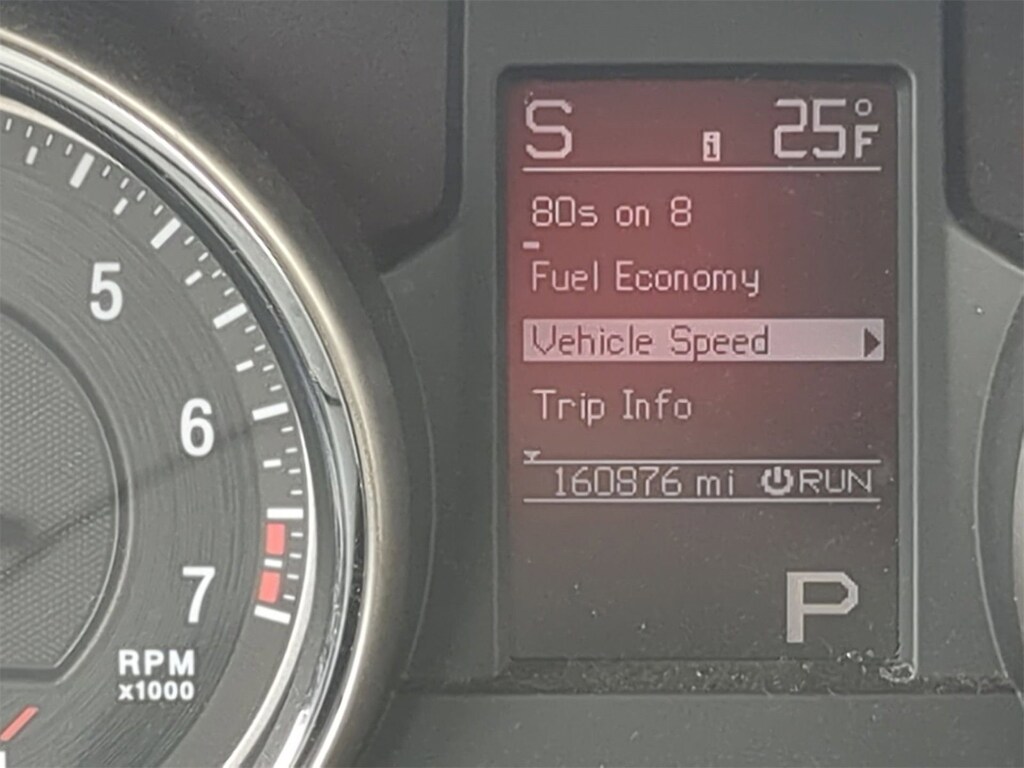 S i 25°F
80s on 8
Fuel Economy
Vehicle Speed
Trip Info
160876 mi RUN
P
5
6
7
RPM
x1000